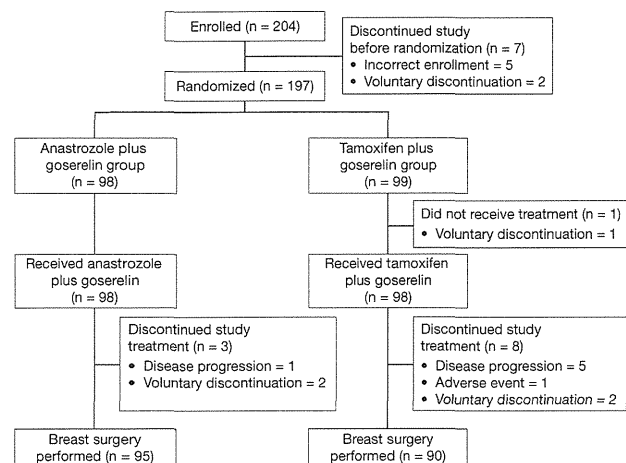 Enrolled (n = 204)
Discontinued study
before randomization (n = 7)
• Incorrect enrollment = 5
• Voluntary discontinuation = 2
Randomized (n = 197)
Anastrozole plus
goserelin group
(n = 98)
Tamoxifen plus
goserelin group
(n = 99)
Did not receive treatment (n = 1)
• Voluntary discontinuation = 1
Received anastrozole
plus goserelin
(n = 98)
Received tamoxifen
plus goserelin
(n = 98)
Discontinued study
treatment (n = 3)
• Disease progression = 1
• Voluntary discontinuation = 2
Discontinued study
treatment (n = 8)
• Disease progression = 5
• Adverse event = 1
• Voluntary discontinuation = 2
Breast surgery
performed (n = 95)
Breast surgery
performed (n = 90)